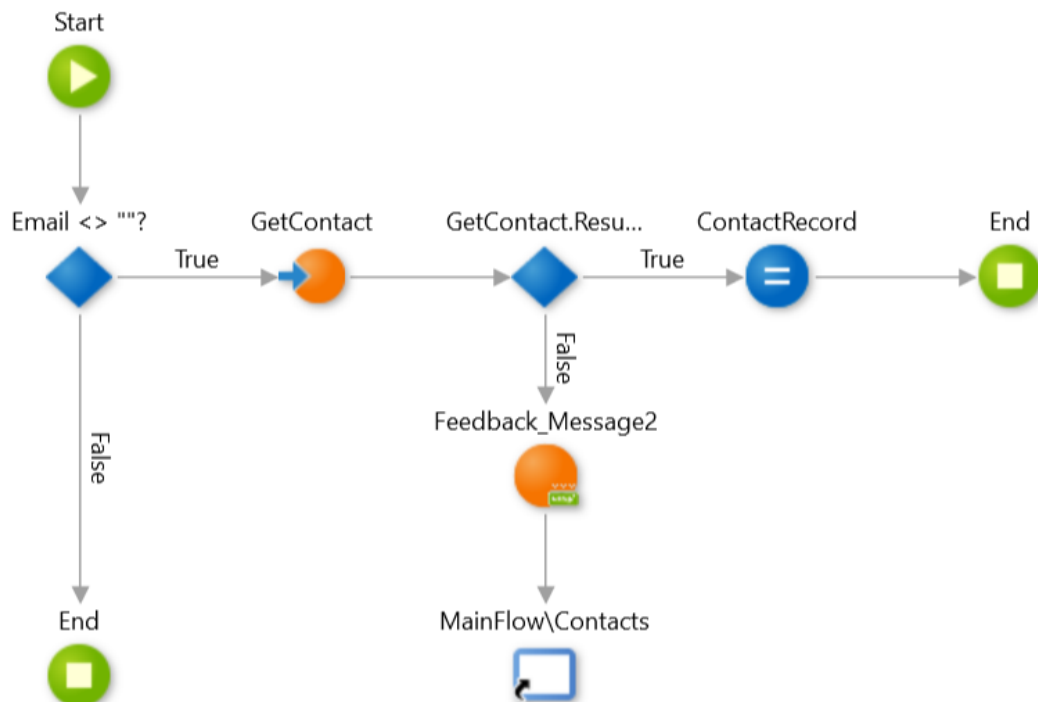 Start
Email <> ""?
GetContact
GetContact.Resu...
ContactRecord
End
True
True
False
False
Feedback_Message2
End
MainFlow\Contacts